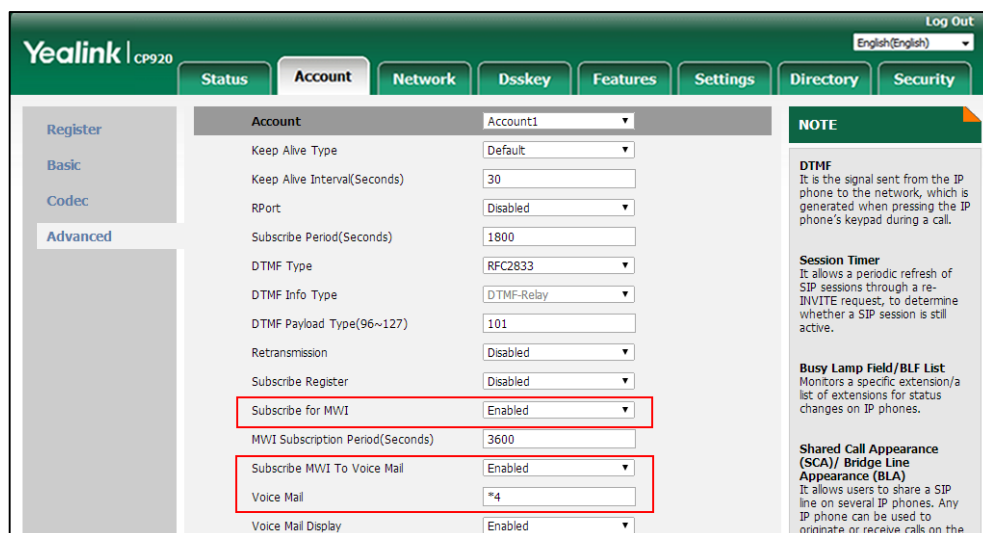 Log Out
Yealink | CP920
English(English)
Status Account Network Dsskey Features Settings Directory Security
Register
Basic
Codec
Advanced
Account Account1
Keep Alive Type Default
Keep Alive Interval(Seconds) 30
RPort Disabled
Subscribe Period(Seconds) 1800
DTMF Type RFC2833
DTMF Info Type DTMF-Relay
DTMF Payload Type(96~127) 101
Retransmission Disabled
Subscribe Register Disabled
Subscribe for MWI Enabled
MWI Subscription Period(Seconds) 3600
Subscribe MWI To Voice Mail Enabled
Voice Mail *4
Voice Mail Display Enabled
NOTE
DTMF
It is the signal sent from the IP
phone to the network, which is
generated when pressing the IP
phone's keypad during a call.
Session Timer
It allows a periodic refresh of
SIP sessions through a re-
INVITE request, to determine
whether a SIP session is still
active.
Busy Lamp Field/BLF List
Monitors a specific extension/a
list of extensions for status
changes on IP phones.
Shared Call Appearance
(SCA)/ Bridge Line
Appearance (BLA)
It allows users to share a SIP
line on several IP phones. Any
IP phone can be used to
originate or receive calls on the